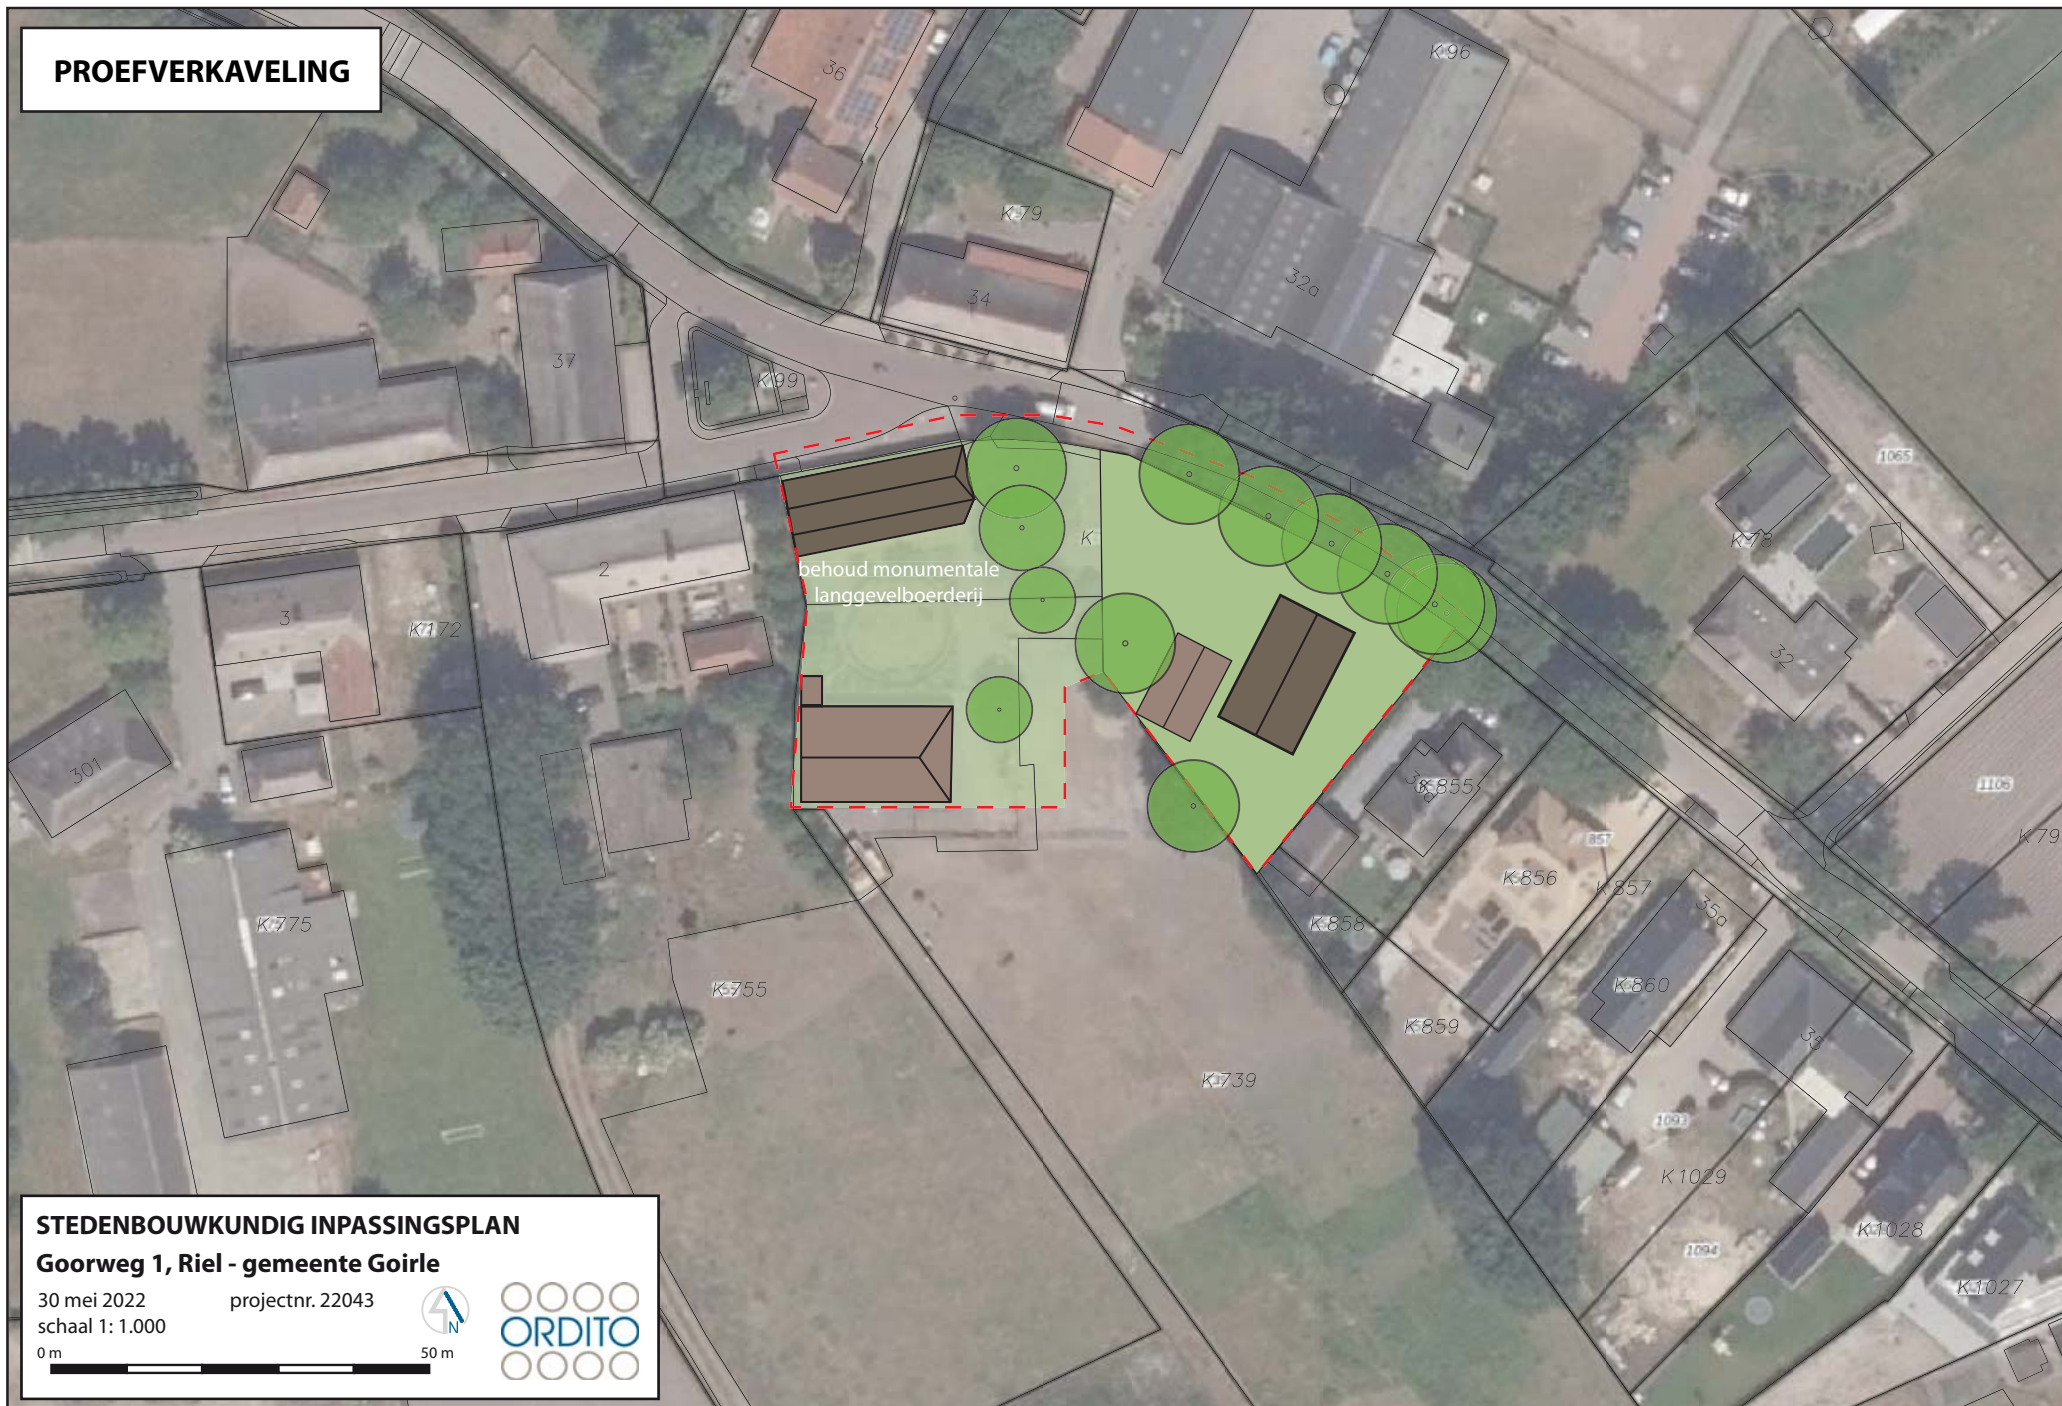 PROEFVERKAVELING
36
K 96
K 79
34
32a
37
K 99
1065
K
K 78
behoud monumentale
langgevelboerderij
2
3
K 172
32
301
K 855
1106
857
K 79
K 856
K 857
35a
K 775
K 858
K 860
K 755
K 859
35
K 739
1093
K 1029
K 1028
1094
K 1027
STEDENBOUWKUNDIG INPASSINGSPLAN
Goorweg 1, Riel - gemeente Goirle
30 mei 2022 projectnr. 22043
schaal 1: 1.000
N
0 m 50 m
ORDITO